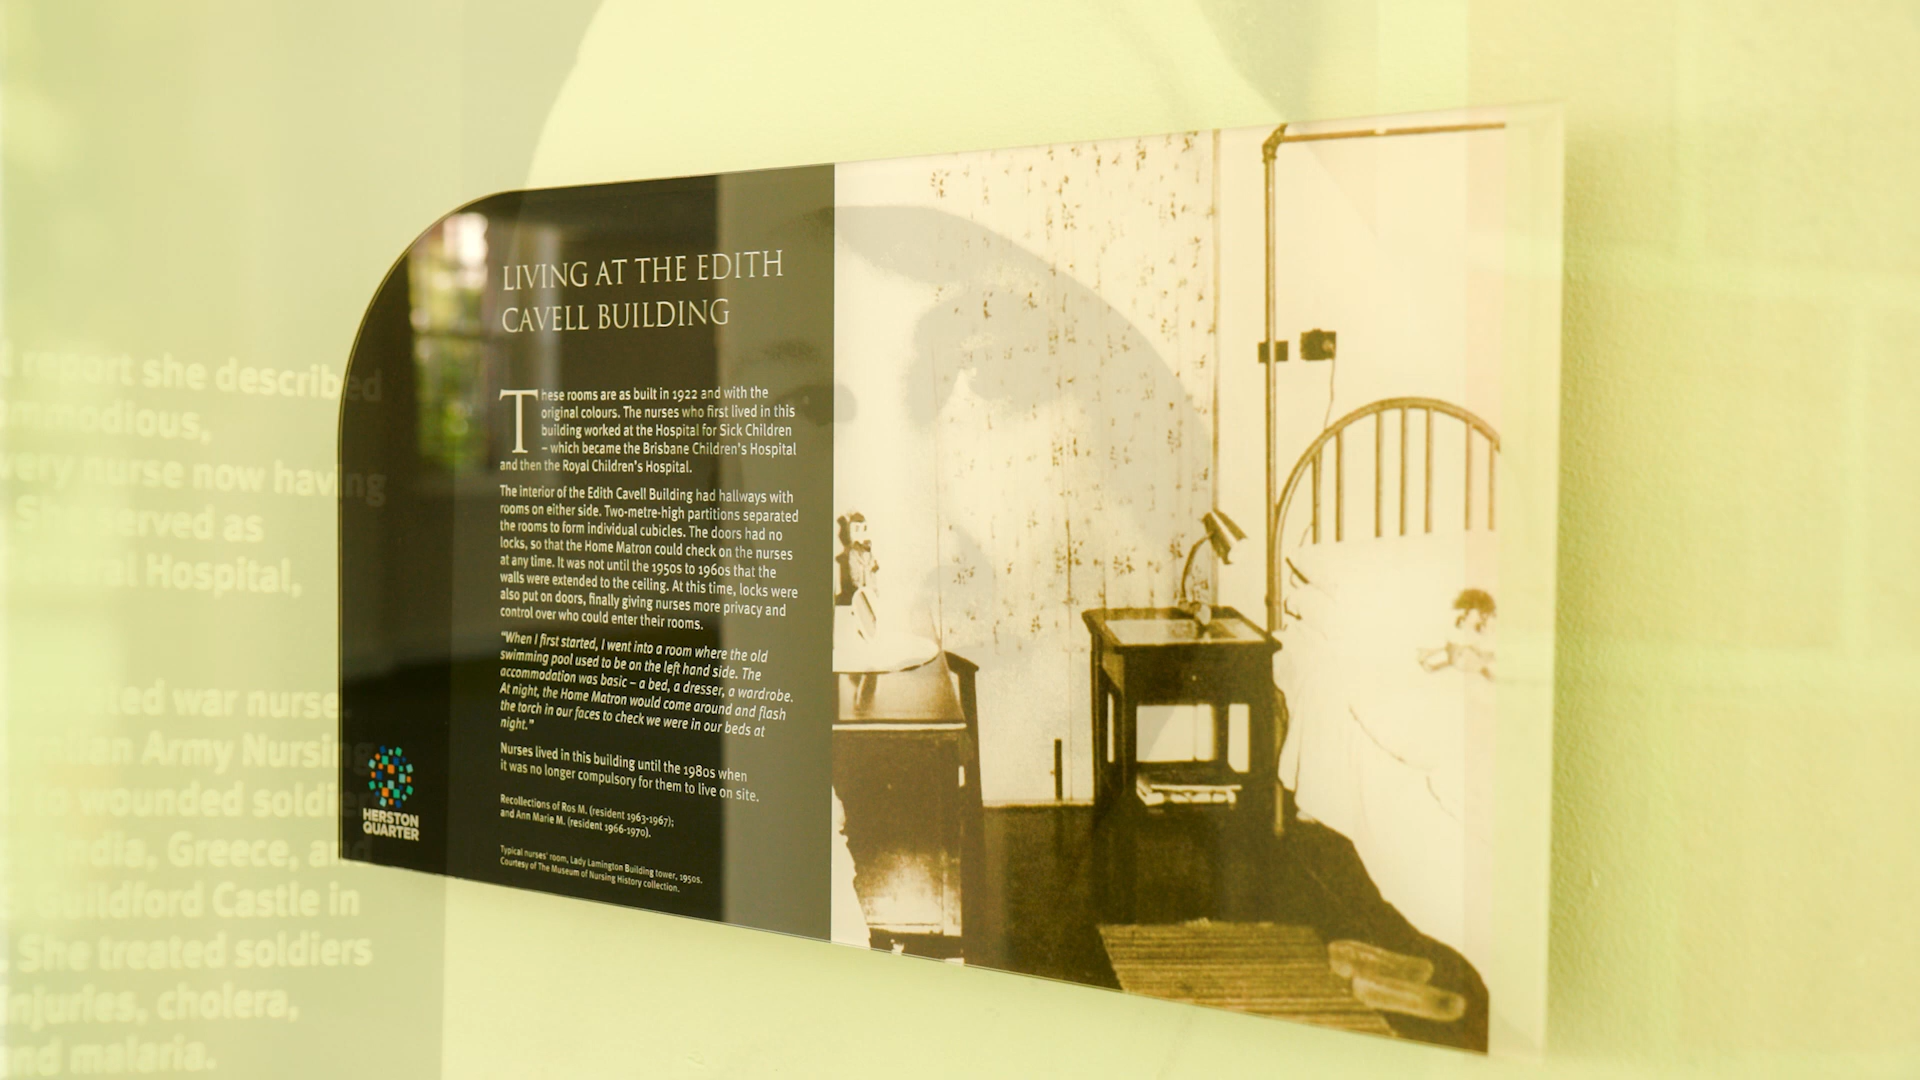 LIVING AT THE EDITH
CAVELL BUILDING
These rooms are as built in 1922 and with the
original colours. The nurses who first lived in this
building worked at the Hospital for Sick Children
– which became the Brisbane Children's Hospital
and then the Royal Children's Hospital.
The interior of the Edith Cavell Building had hallways with
rooms on either side. Two-metre-high partitions separated
the rooms to form individual cubicles. The doors had no
locks, so that the Home Matron could check on the nurses
at any time. It was not until the 1950s to 1960s that the
walls were extended to the ceiling. At this time, locks were
also put on doors, finally giving nurses more privacy and
control over who could enter their rooms.
"When I first started, I went into a room where the old
swimming pool used to be on the left hand side. The
accommodation was basic – a bed, a dresser, a wardrobe.
At night, the Home Matron would come around and flash
the torch in our faces to check we were in our beds at
night."
Nurses lived in this building until the 1980s when
it was no longer compulsory for them to live on site.
Recollections of Ros M. (resident 1963-1967);
and Ann Marie M. (resident 1966-1970).
Typical nurses' room, Lady Lamington Building tower, 1950s.
Courtesy of The Museum of Nursing History collection.
HERSTON
QUARTER
report she described
every nurse now having
served as
Hospital,
war nurse
Army Nursing
wounded soldier
Greece, and
Guildford Castle in
She treated soldiers
injuries, cholera,
and malaria.